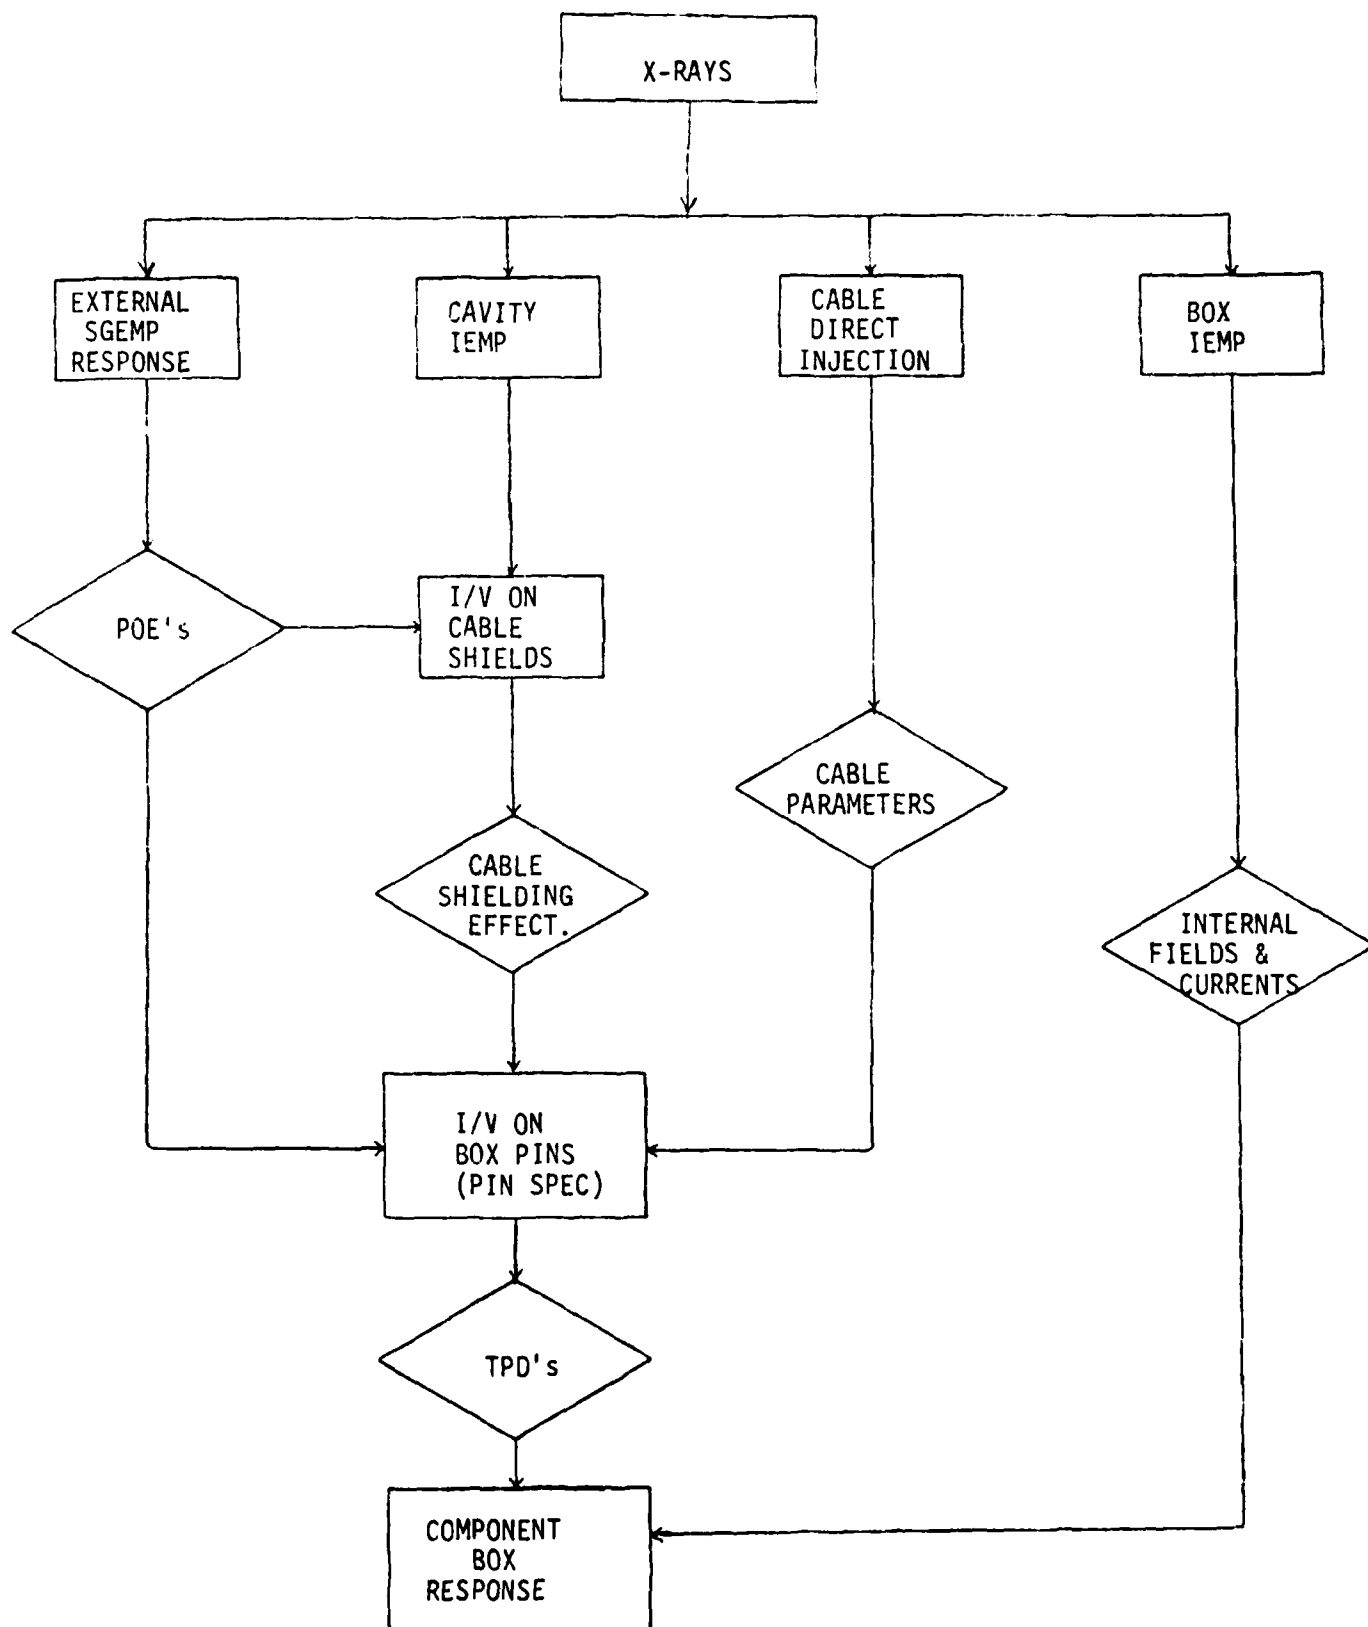 X-RAYS
EXTERNAL
SGEMP
RESPONSE
CAVITY
IEMP
CABLE
DIRECT
INJECTION
BOX
IEMP
POE's
I/V ON
CABLE
SHIELDS
CABLE
PARAMETERS
CABLE
SHIELDING
EFFECT.
INTERNAL
FIELDS &
CURRENTS
I/V ON
BOX PINS
(PIN SPEC)
TPD's
COMPONENT
BOX
RESPONSE